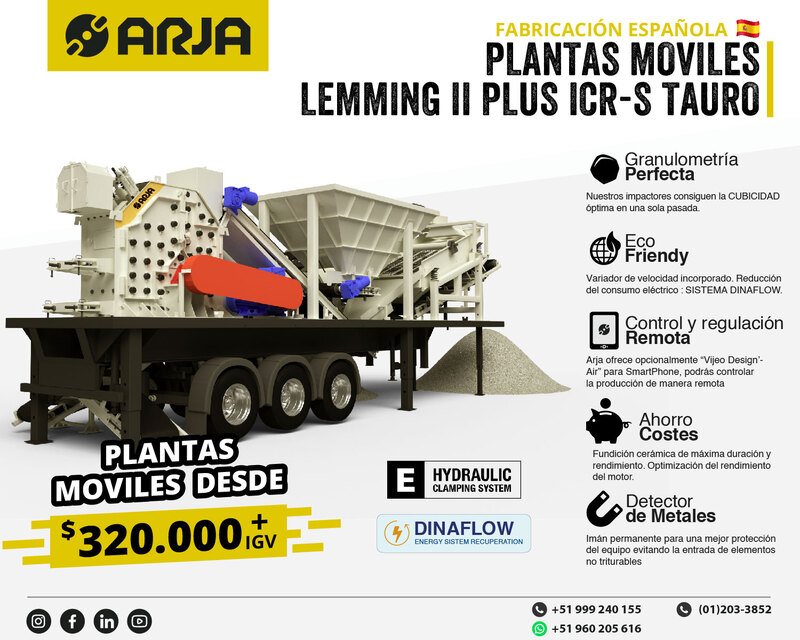 ARJA
FABRICACIÓN ESPAÑOLA
PLANTAS MOVILES
LEMMING II PLUS ICR-S TAURO
ARJA
Granulometría
Perfecta
Nuestros impactores consiguen la CUBICIDAD
óptima en una sola pasada.
Eco
Friendy
Variador de velocidad incorporado. Reducción
del consumo eléctrico : SISTEMA DINAFLOW.
Control y regulación
Remota
Arja ofrece opcionalmente “Vijeo Design’-
Air” para SmartPhone, podrás controlar
la producción de manera remota
Ahorro
Costes
Fundición cerámica de máxima duración y
rendimiento. Optimización del rendimiento
del motor.
Detector
de Metales
Imán permanente para una mejor protección
del equipo evitando la entrada de elementos
no triturables
PLANTAS
MOVILES DESDE
$320.000 + IGV
E HYDRAULIC
CLAMPING SYSTEM
DINAFLOW
ENERGY SISTEM RECUPERATION
+51 999 240 155
(01)203-3852
+51 960 205 616